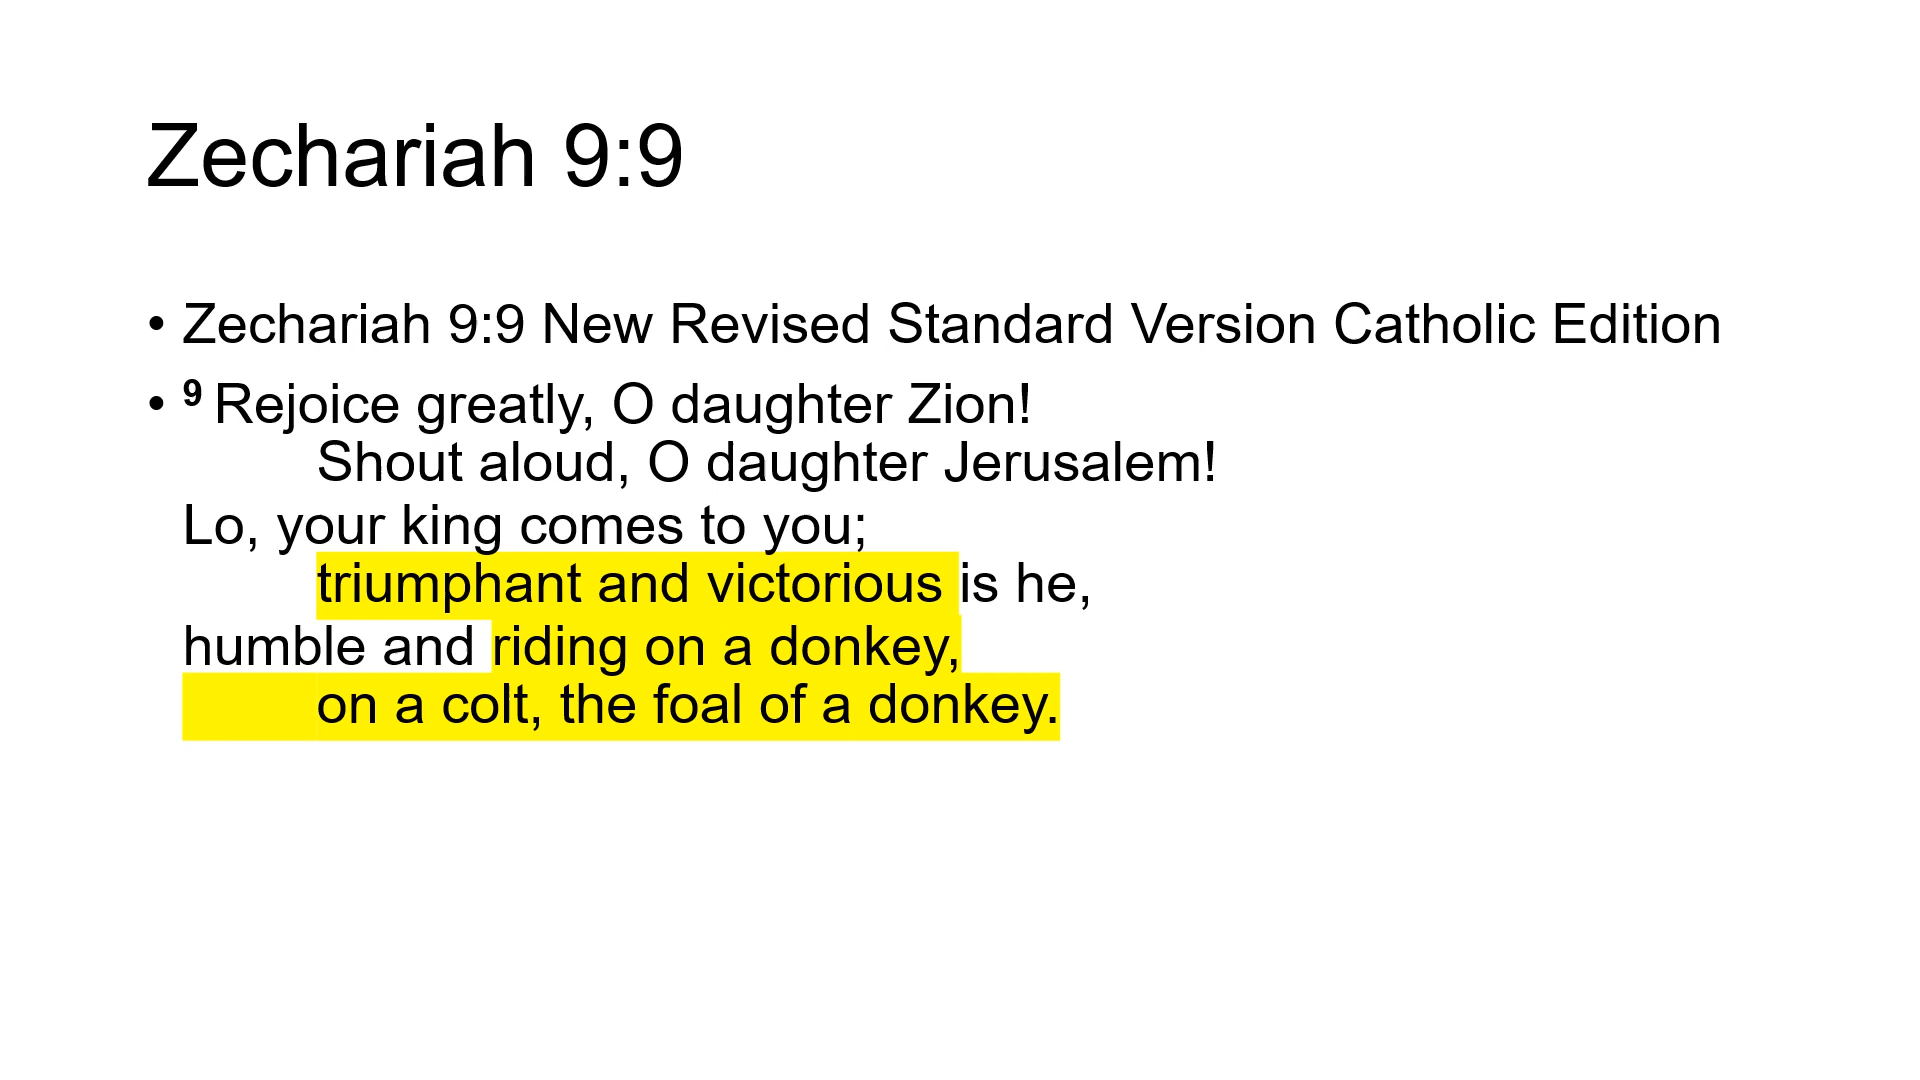 Zechariah 9:9
• Zechariah 9:9 New Revised Standard Version Catholic Edition
• 9 Rejoice greatly, O daughter Zion!
Shout aloud, O daughter Jerusalem!
Lo, your king comes to you;
triumphant and victorious is he,
humble and riding on a donkey,
on a colt, the foal of a donkey.